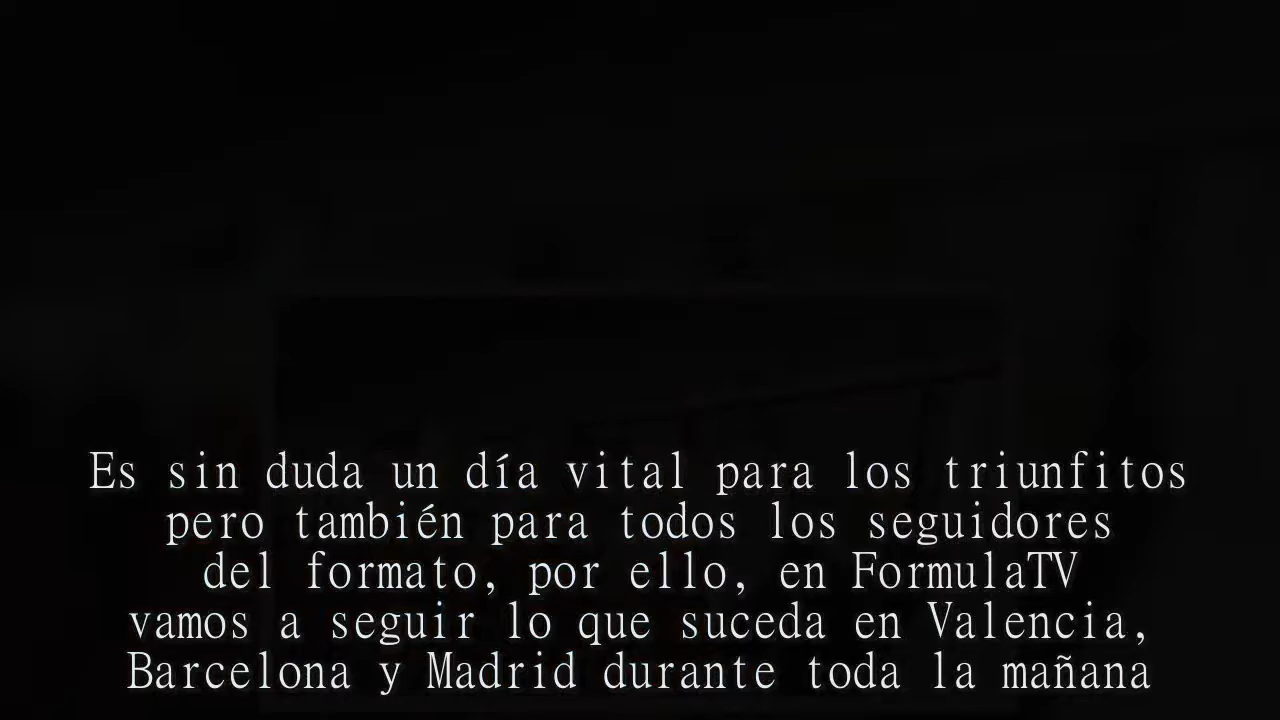 Es sin duda un día vital para los triunfitos
pero también para todos los seguidores
del formato, por ello, en FormulaTV
vamos a seguir lo que suceda en Valencia,
Barcelona y Madrid durante toda la mañana